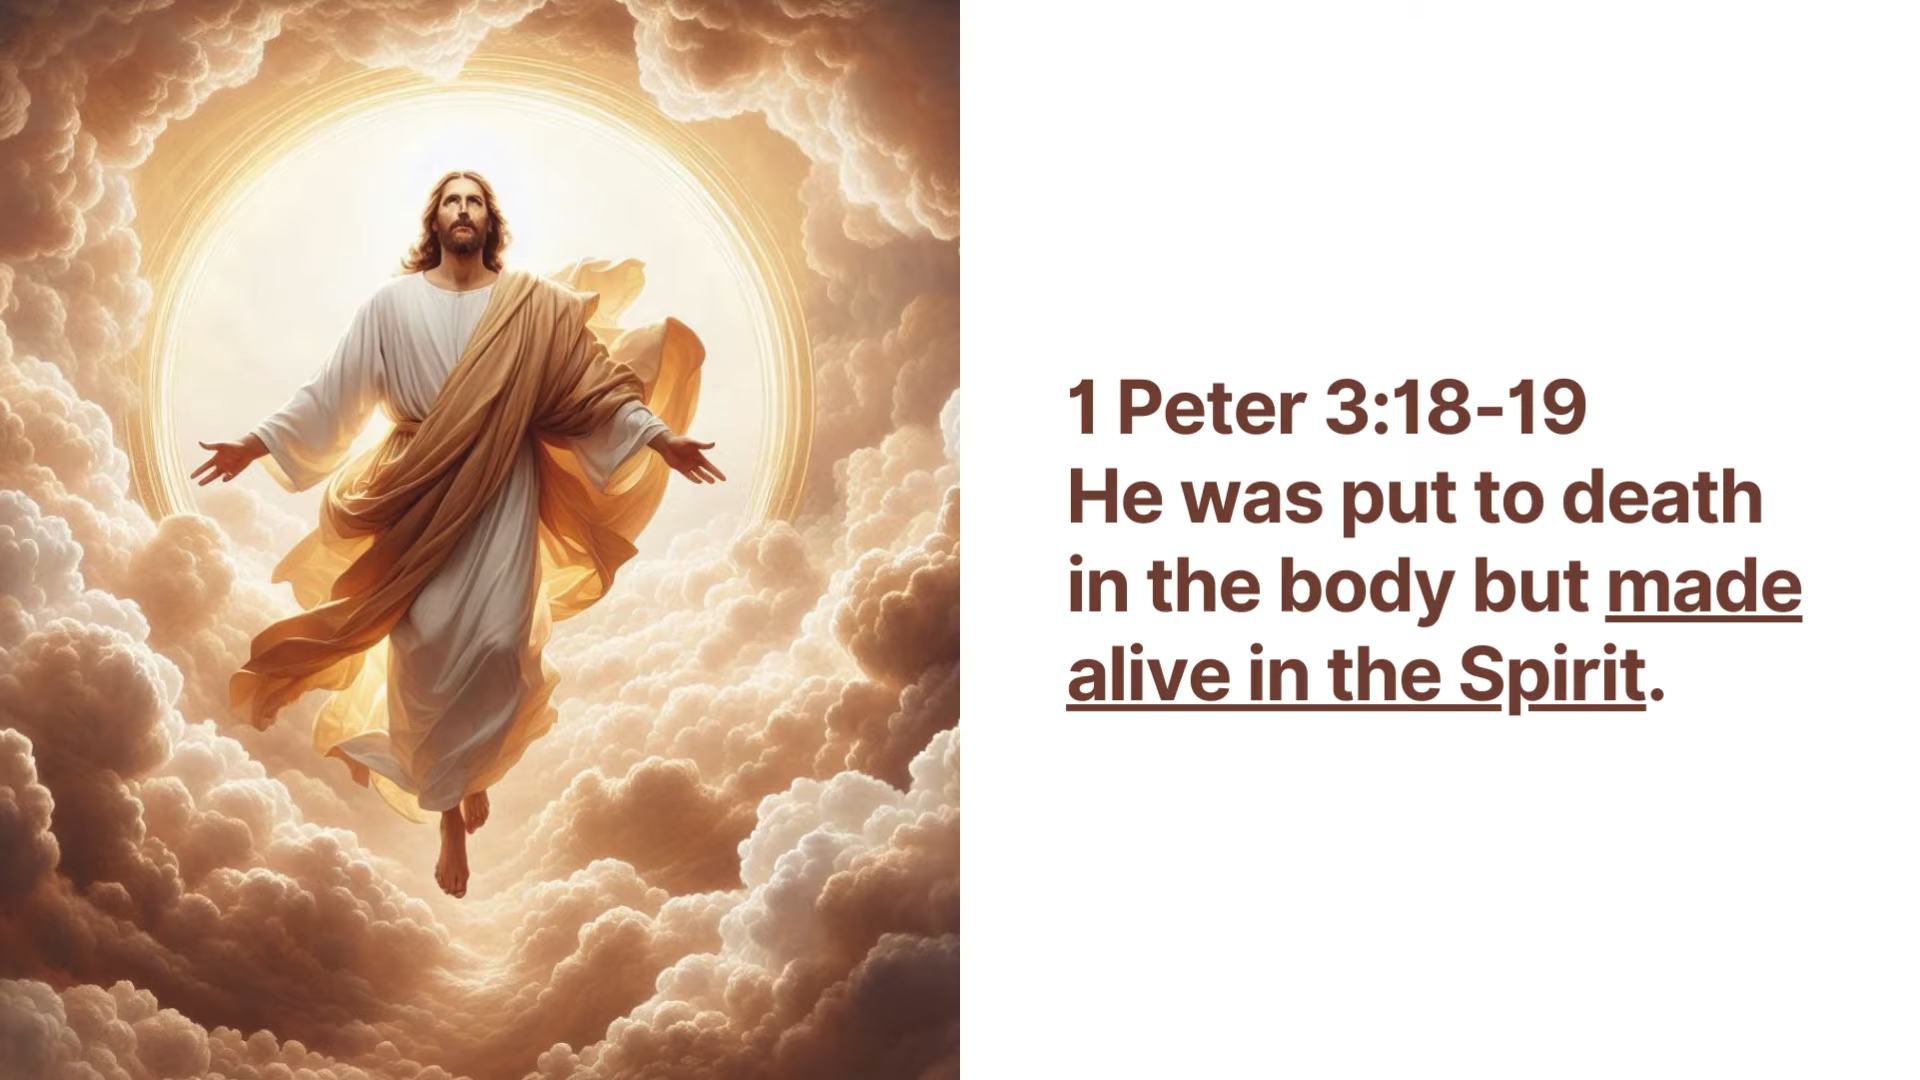 1 Peter 3:18-19
He was put to death
in the body but made
alive in the Spirit.